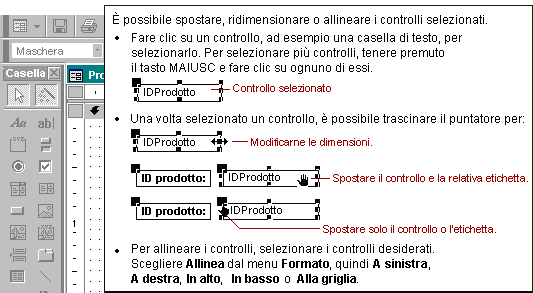 È possibile spostare, ridimensionare o allineare i controlli selezionati.
Maschera
Fare clic su un controllo, ad esempio una casella di testo, per
selezionarlo. Per selezionare più controlli, tenere premuto
il tasto MAIUSC e fare clic su ognuno di essi.
Casella
Pro
IDProdotto
Controllo selezionato
Aa
ab|
XYZ
Una volta selezionato un controllo, è possibile trascinare il puntatore per:
IDProdotto
Modificarne le dimensioni.
ID prodotto:
IDProdotto
Spostare il controllo e la relativa etichetta.
ID prodotto:
IDProdotto
1
Spostare solo il controllo o l'etichetta.
Per allineare i controlli, selezionare i controlli desiderati.
Scegliere Allinea dal menu Formato, quindi A sinistra,
A destra, In alto, In basso o Alla griglia.